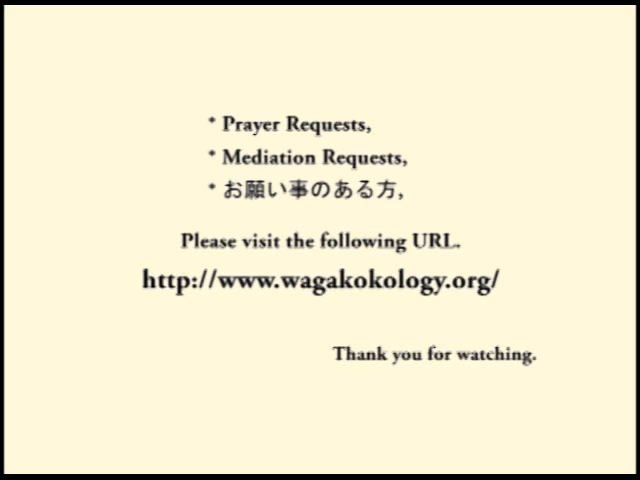 * Prayer Requests,
* Mediation Requests,
* お願い事のある方,
Please visit the following URL.
http://www.wagakokology.org/
Thank you for watching.